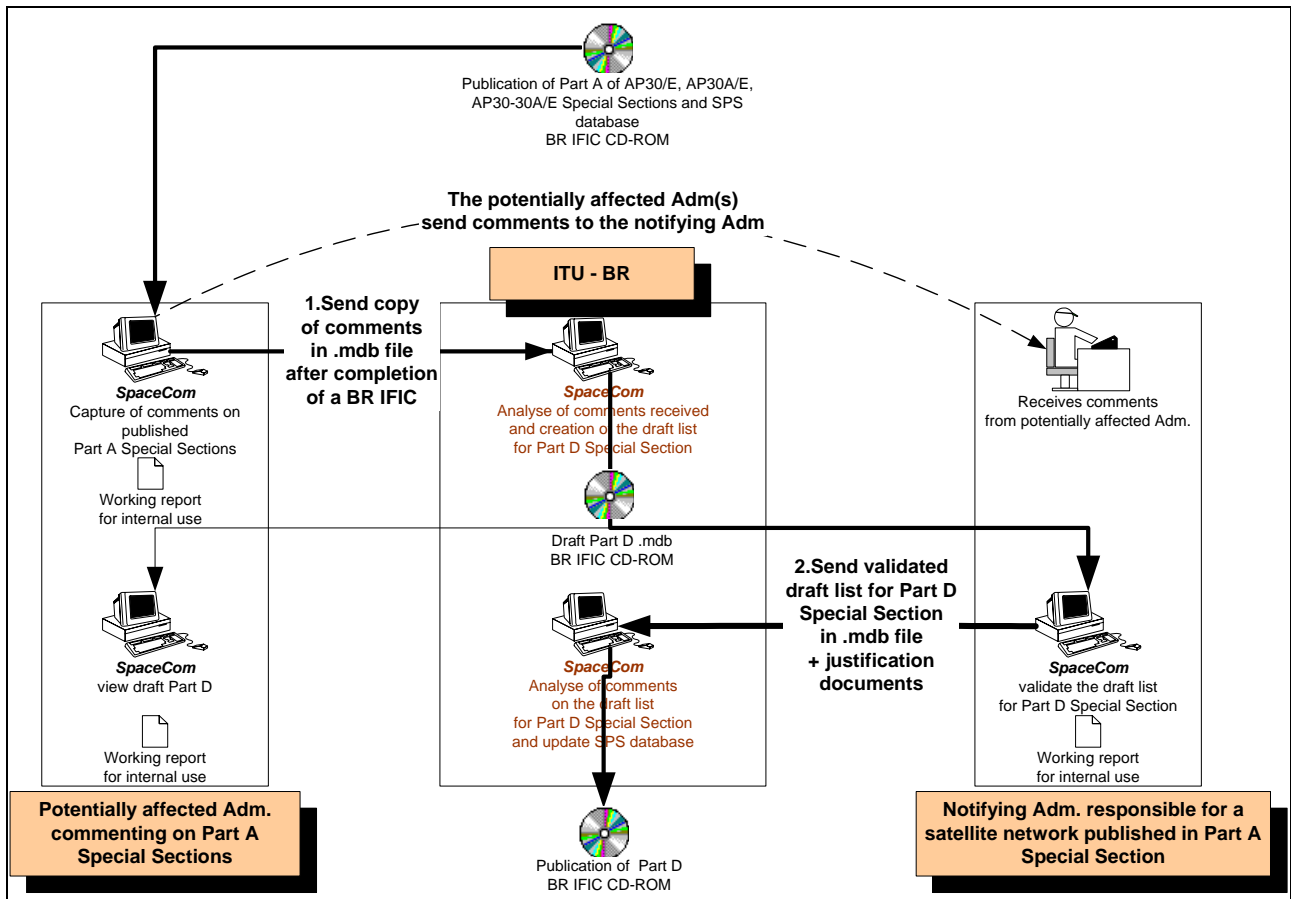 Publication of Part A of AP30/E, AP30A/E,
AP30-30A/E Special Sections and SPS
database
BR IFIC CD-ROM
The potentially affected Adm(s)
send comments to the notifying Adm
ITU - BR
1.Send copy
of comments
in .mdb file
after completion
of a BR IFIC
SpaceCom
Capture of comments on
published
Part A Special Sections
Working report
for internal use
SpaceCom
Analyse of comments received
and creation of the draft list
for Part D Special Section
Receives comments
from potentially affected Adm.
Draft Part D .mdb
BR IFIC CD-ROM
2.Send validated
draft list for Part D
Special Section
in .mdb file
+ justification
documents
SpaceCom
view draft Part D
Working report
for internal use
SpaceCom
Analyse of comments
on the draft list
for Part D Special Section
and update SPS database
SpaceCom
validate the draft list
for Part D Special Section
Working report
for internal use
Potentially affected Adm.
commenting on Part A
Special Sections
Notifying Adm. responsible for a
satellite network published in Part A
Special Section
Publication of Part D
BR IFIC CD-ROM